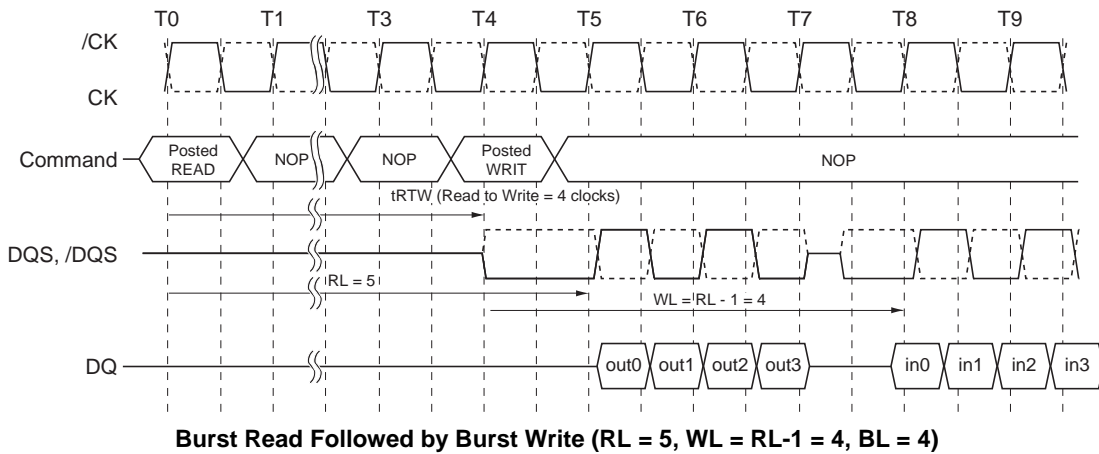 T0 T1 T3 T4 T5 T6 T7 T8 T9
/CK
CK
Command
Posted READ
NOP
NOP
Posted WRIT
NOP
tRTW (Read to Write = 4 clocks)
DQS, /DQS
RL = 5
WL = RL - 1 = 4
DQ
out0 out1 out2 out3 in0 in1 in2 in3
Burst Read Followed by Burst Write (RL = 5, WL = RL-1 = 4, BL = 4)